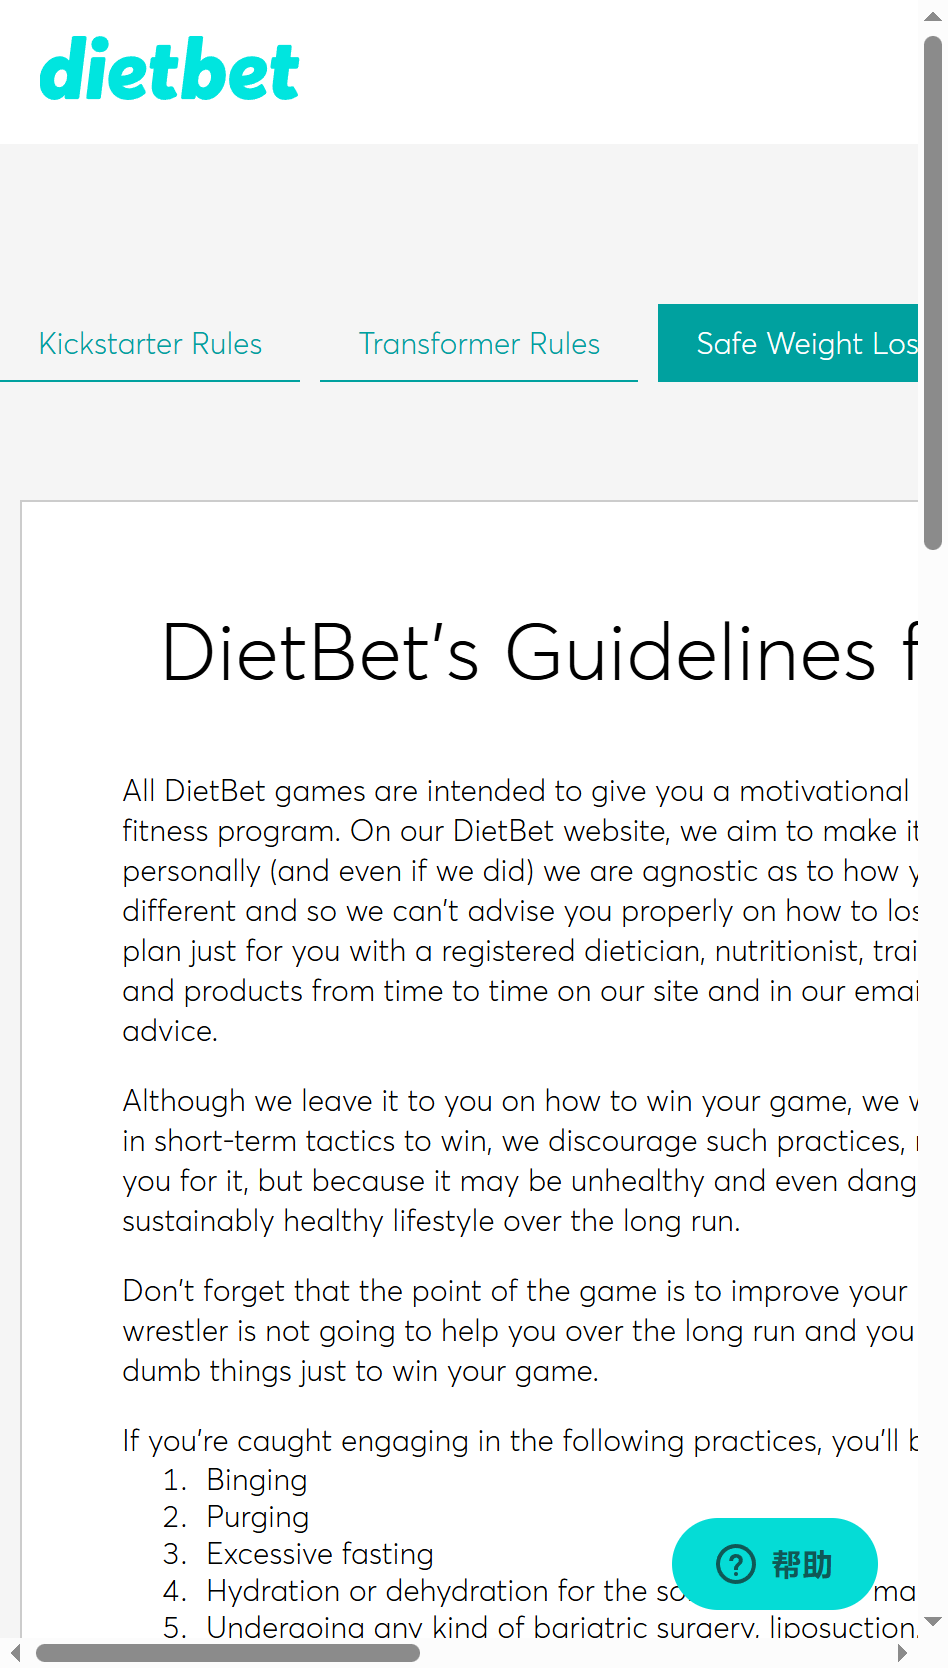 dietbet
Kickstarter Rules
Transformer Rules
Safe Weight Los
DietBet's Guidelines f
All DietBet games are intended to give you a motivational
fitness program. On our DietBet website, we aim to make it
personally (and even if we did) we are agnostic as to how y
different and so we can't advise you properly on how to los
plan just for you with a registered dietician, nutritionist, trai
and products from time to time on our site and in our emai
advice.
Although we leave it to you on how to win your game, we w
in short-term tactics to win, we discourage such practices,
you for it, but because it may be unhealthy and even dang
sustainably healthy lifestyle over the long run.
Don't forget that the point of the game is to improve your
wrestler is not going to help you over the long run and you
dumb things just to win your game.
If you're caught engaging in the following practices, you'll b
1. Binging
2. Purging
3. Excessive fasting
4. Hydration or dehydration for the so ma
5. Undergoing any kind of bariatric surgery, liposuction,
帮助